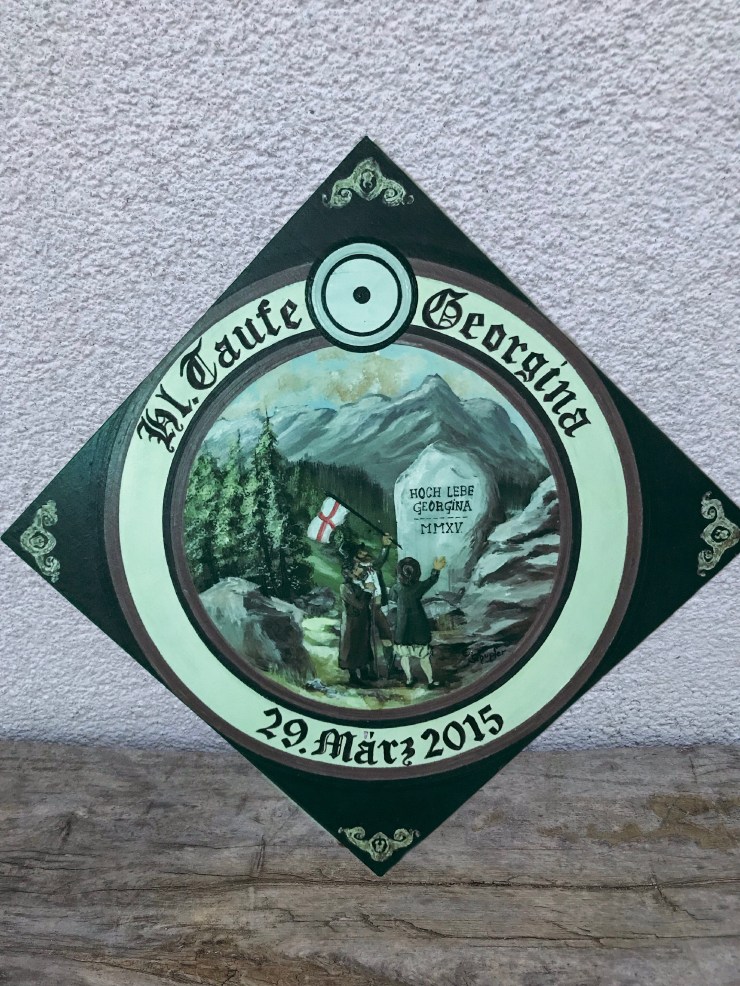 Hl. Taufe Georgina
HOCH LEBE
GEORGINA
MMXV
29. März 2015